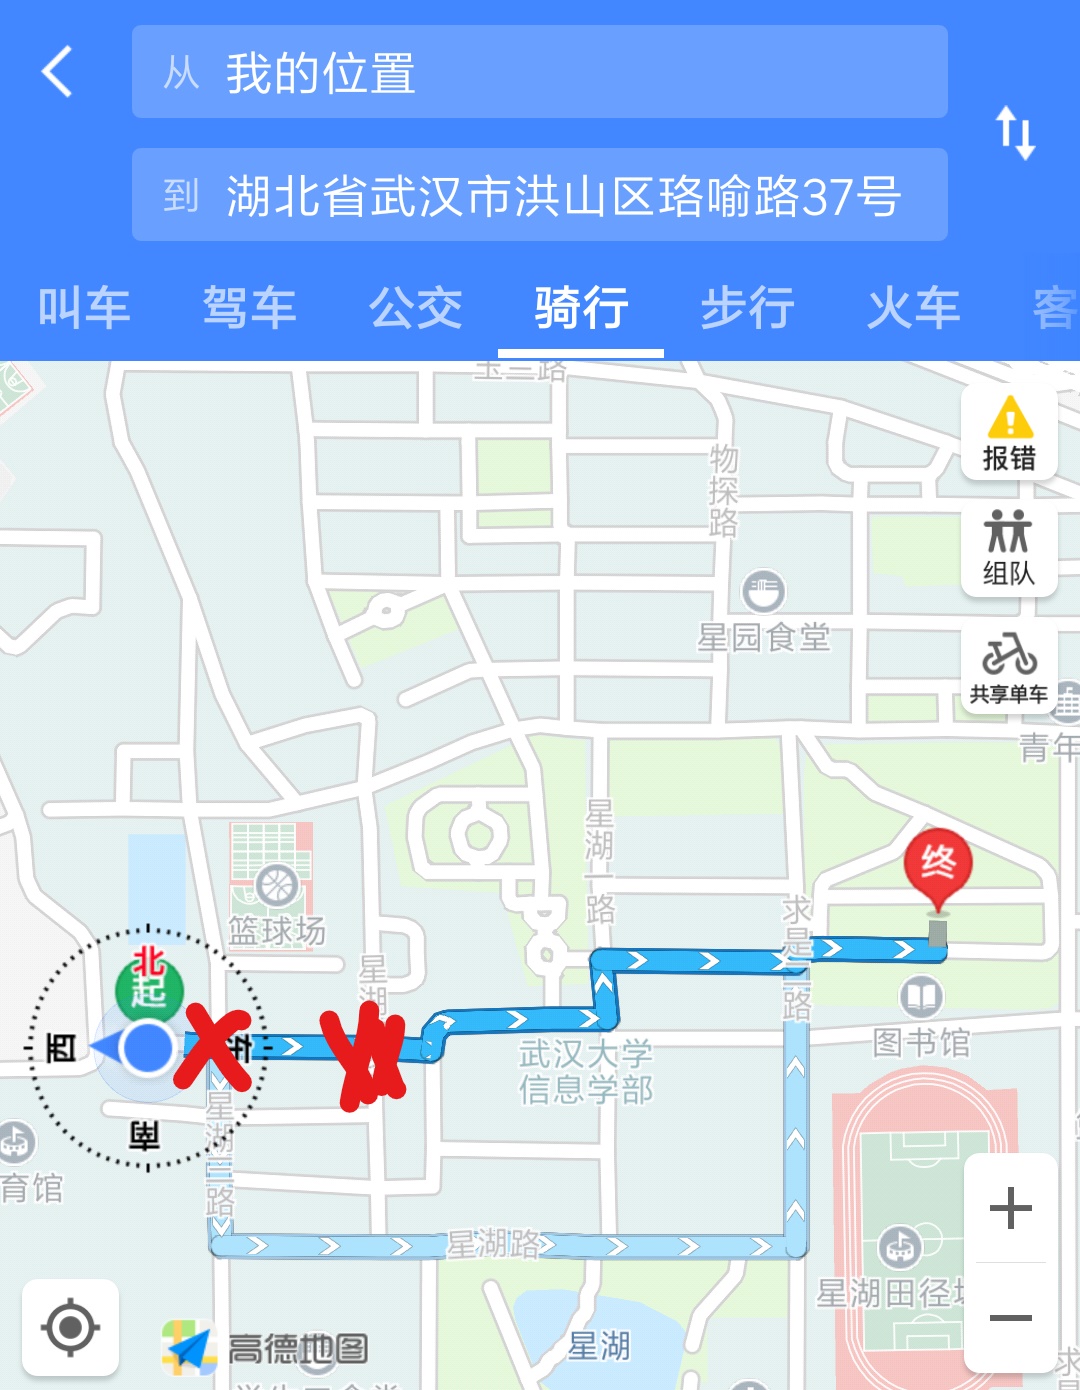 从 我的位置
到 湖北省武汉市洪山区珞喻路37号
叫车 驾车 公交 骑行 步行 火车 客
报错
物探路
组队
星园食堂
共享单车
青年
星湖一路
终
求是二路
篮球场
北
起
星湖
西
东
图书馆
武汉大学
信息学部
南
星湖三路
育馆
星湖路
星湖田径场
星湖
高德地图